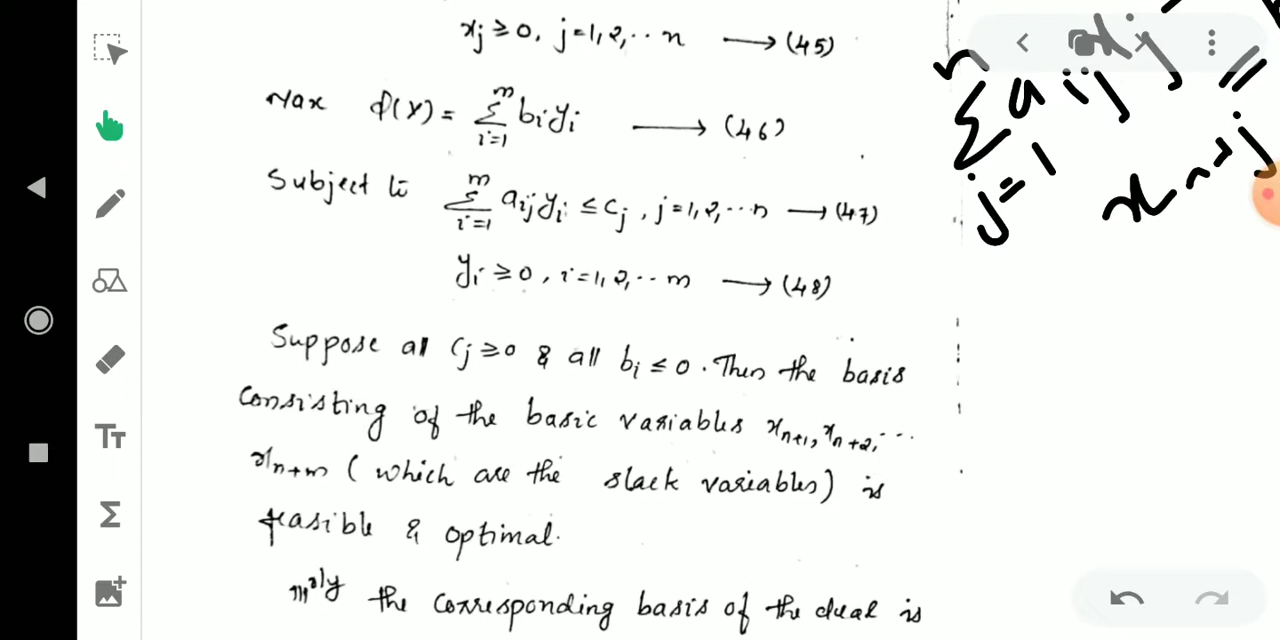 xj ≥ 0, j=1,2,.. n ⟶ (45)
Max Φ(Y) = Σ_{i=1}^{m} bi yi ⟶ (46)
Subject to Σ_{i=1}^{m} aij yi ≤ cj , j=1,2,...n ⟶ (47)
yi ≥ 0, i=1,2,.. m ⟶ (48)
Suppose all cj ≥ 0 & all bi ≤ 0. Then the basis
consisting of the basic variables xn+1, xn+2, ...
xn+m ( which are the slack variables) is
feasible & optimal.
|||ly the corresponding basis of the dual is
Σ aij xj =
j=1
xn+j
Tт
Σ